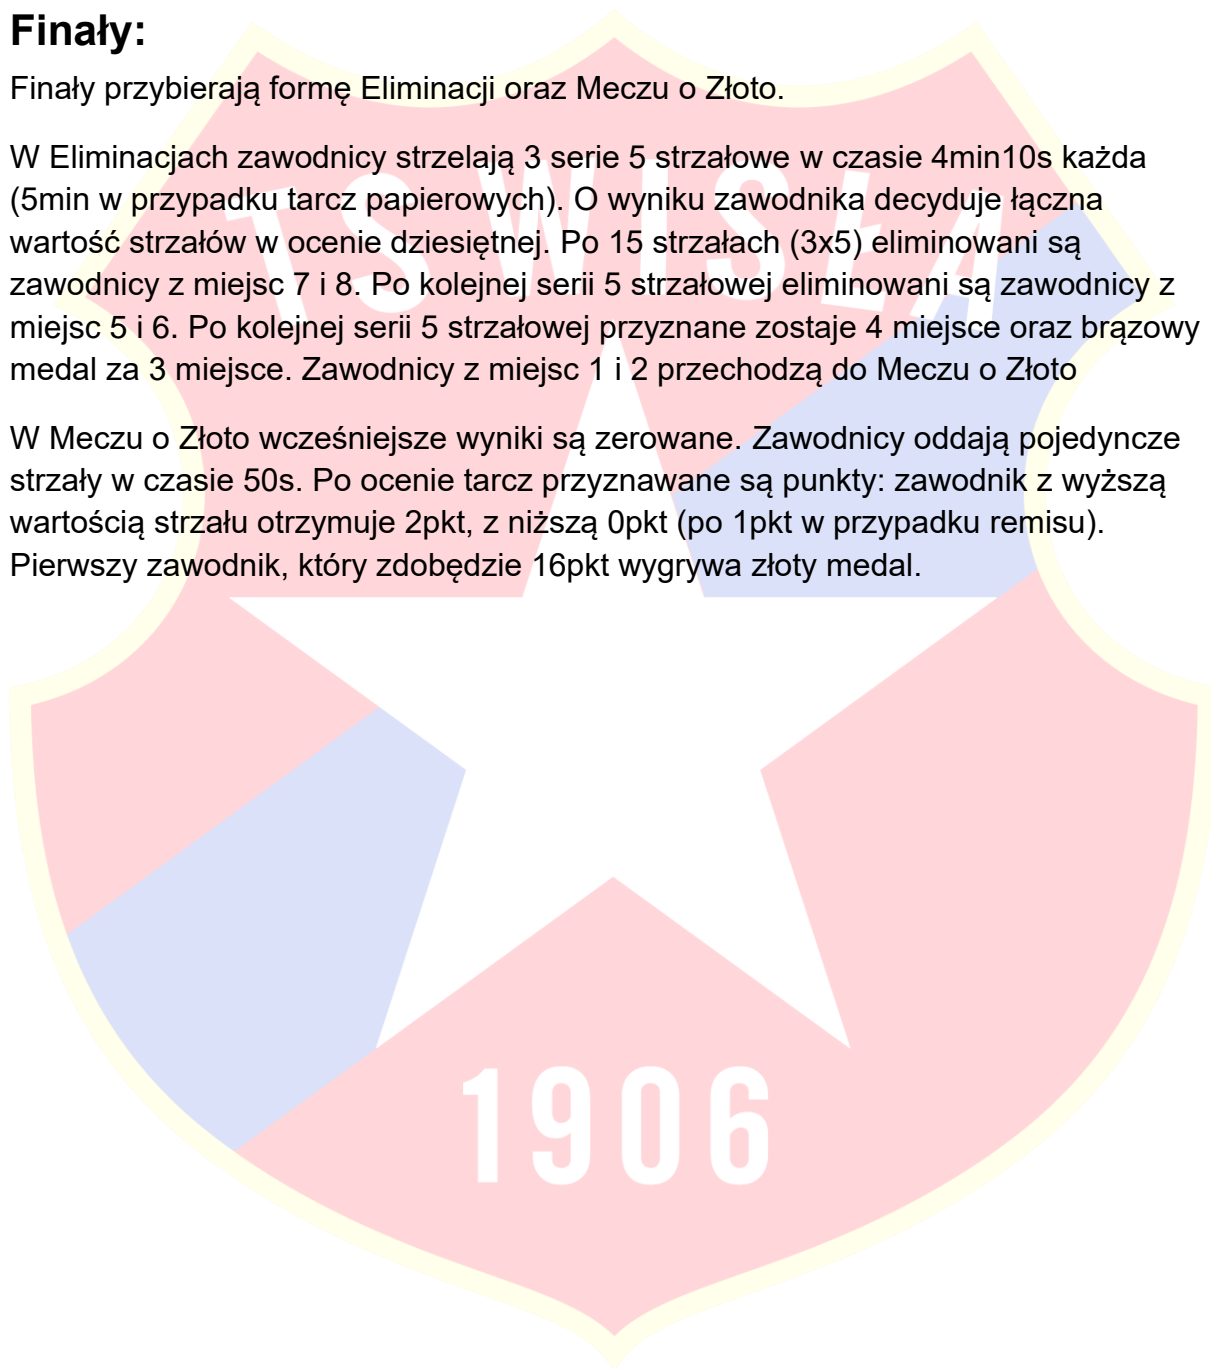 Finały:
Finały przybierają formę Eliminacji oraz Meczu o Złoto.
W Eliminacjach zawodnicy strzelają 3 serie 5 strzałowe w czasie 4min10s każda
(5min w przypadku tarcz papierowych). O wyniku zawodnika decyduje łączna
wartość strzałów w ocenie dziesiętnej. Po 15 strzałach (3x5) eliminowani są
zawodnicy z miejsc 7 i 8. Po kolejnej serii 5 strzałowej eliminowani są zawodnicy z
miejsc 5 i 6. Po kolejnej serii 5 strzałowej przyznane zostaje 4 miejsce oraz brązowy
medal za 3 miejsce. Zawodnicy z miejsc 1 i 2 przechodzą do Meczu o Złoto
W Meczu o Złoto wcześniejsze wyniki są zerowane. Zawodnicy oddają pojedyncze
strzały w czasie 50s. Po ocenie tarcz przyznawane są punkty: zawodnik z wyższą
wartością strzału otrzymuje 2pkt, z niższą 0pkt (po 1pkt w przypadku remisu).
Pierwszy zawodnik, który zdobędzie 16pkt wygrywa złoty medal.
TS WISŁA
1906